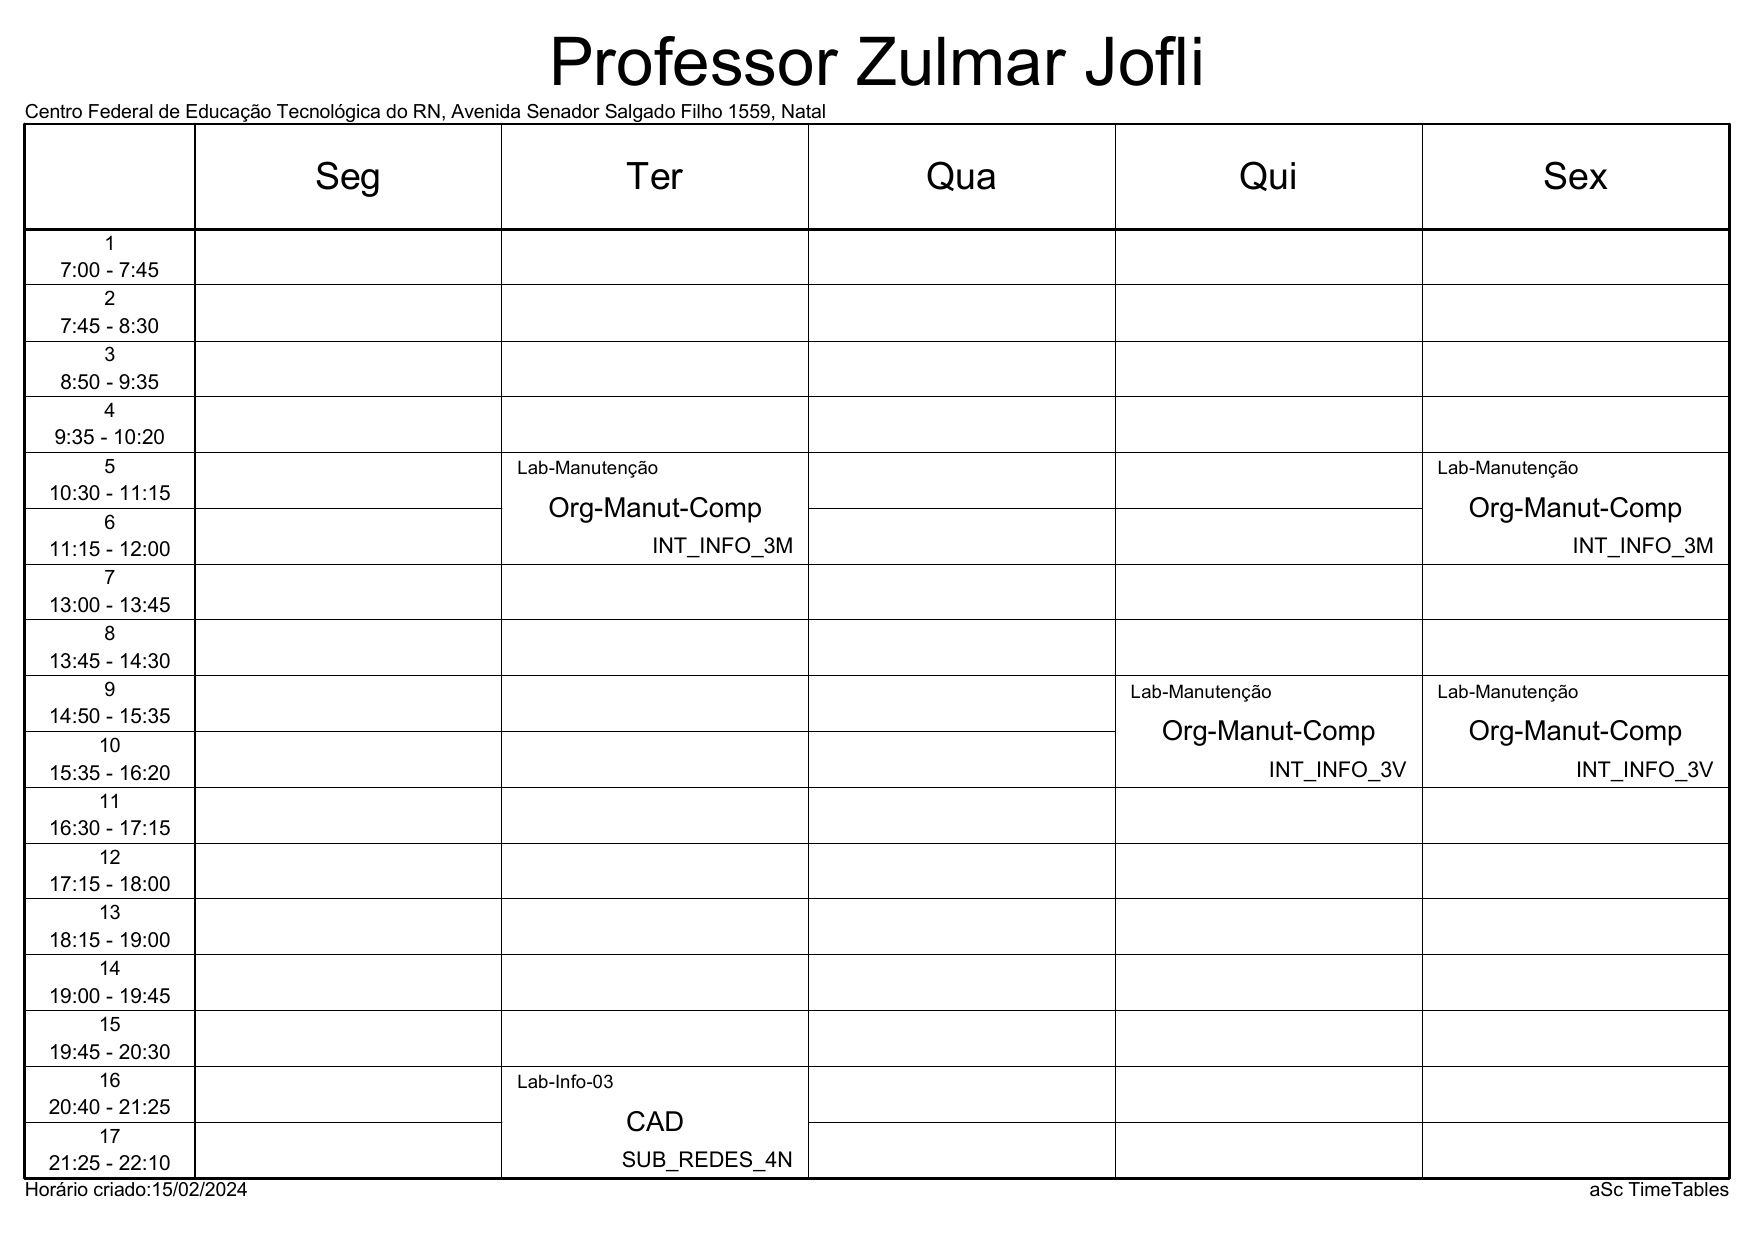 Professor Zulmar Jofli
Centro Federal de Educação Tecnológica do RN, Avenida Senador Salgado Filho 1559, Natal
Seg Ter Qua Qui Sex
1
7:00 - 7:45
2
7:45 - 8:30
3
8:50 - 9:35
4
9:35 - 10:20
5
10:30 - 11:15
6
11:15 - 12:00
Lab-Manutenção
Org-Manut-Comp
INT_INFO_3M
Lab-Manutenção
Org-Manut-Comp
INT_INFO_3M
7
13:00 - 13:45
8
13:45 - 14:30
9
14:50 - 15:35
10
15:35 - 16:20
Lab-Manutenção
Org-Manut-Comp
INT_INFO_3V
Lab-Manutenção
Org-Manut-Comp
INT_INFO_3V
11
16:30 - 17:15
12
17:15 - 18:00
13
18:15 - 19:00
14
19:00 - 19:45
15
19:45 - 20:30
16
20:40 - 21:25
17
21:25 - 22:10
Lab-Info-03
CAD
SUB_REDES_4N
Horário criado:15/02/2024
aSc TimeTables